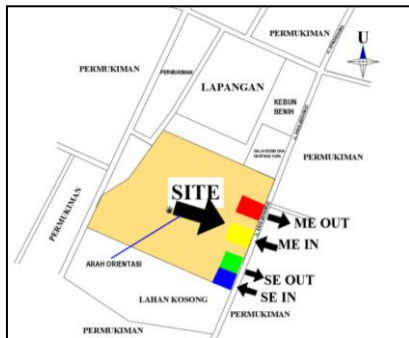 PERMUKIMAN
U
PERMUKIMAN
PERMUKIMAN
LAPANGAN
KEBUN
BENIH
PERMUKIMAN
SITE
ME OUT
ME IN
PERMUKIMAN
ARAH ORIENTASI
SE OUT
SE IN
LAHAN KOSONG
PERMUKIMAN
PERMUKIMAN